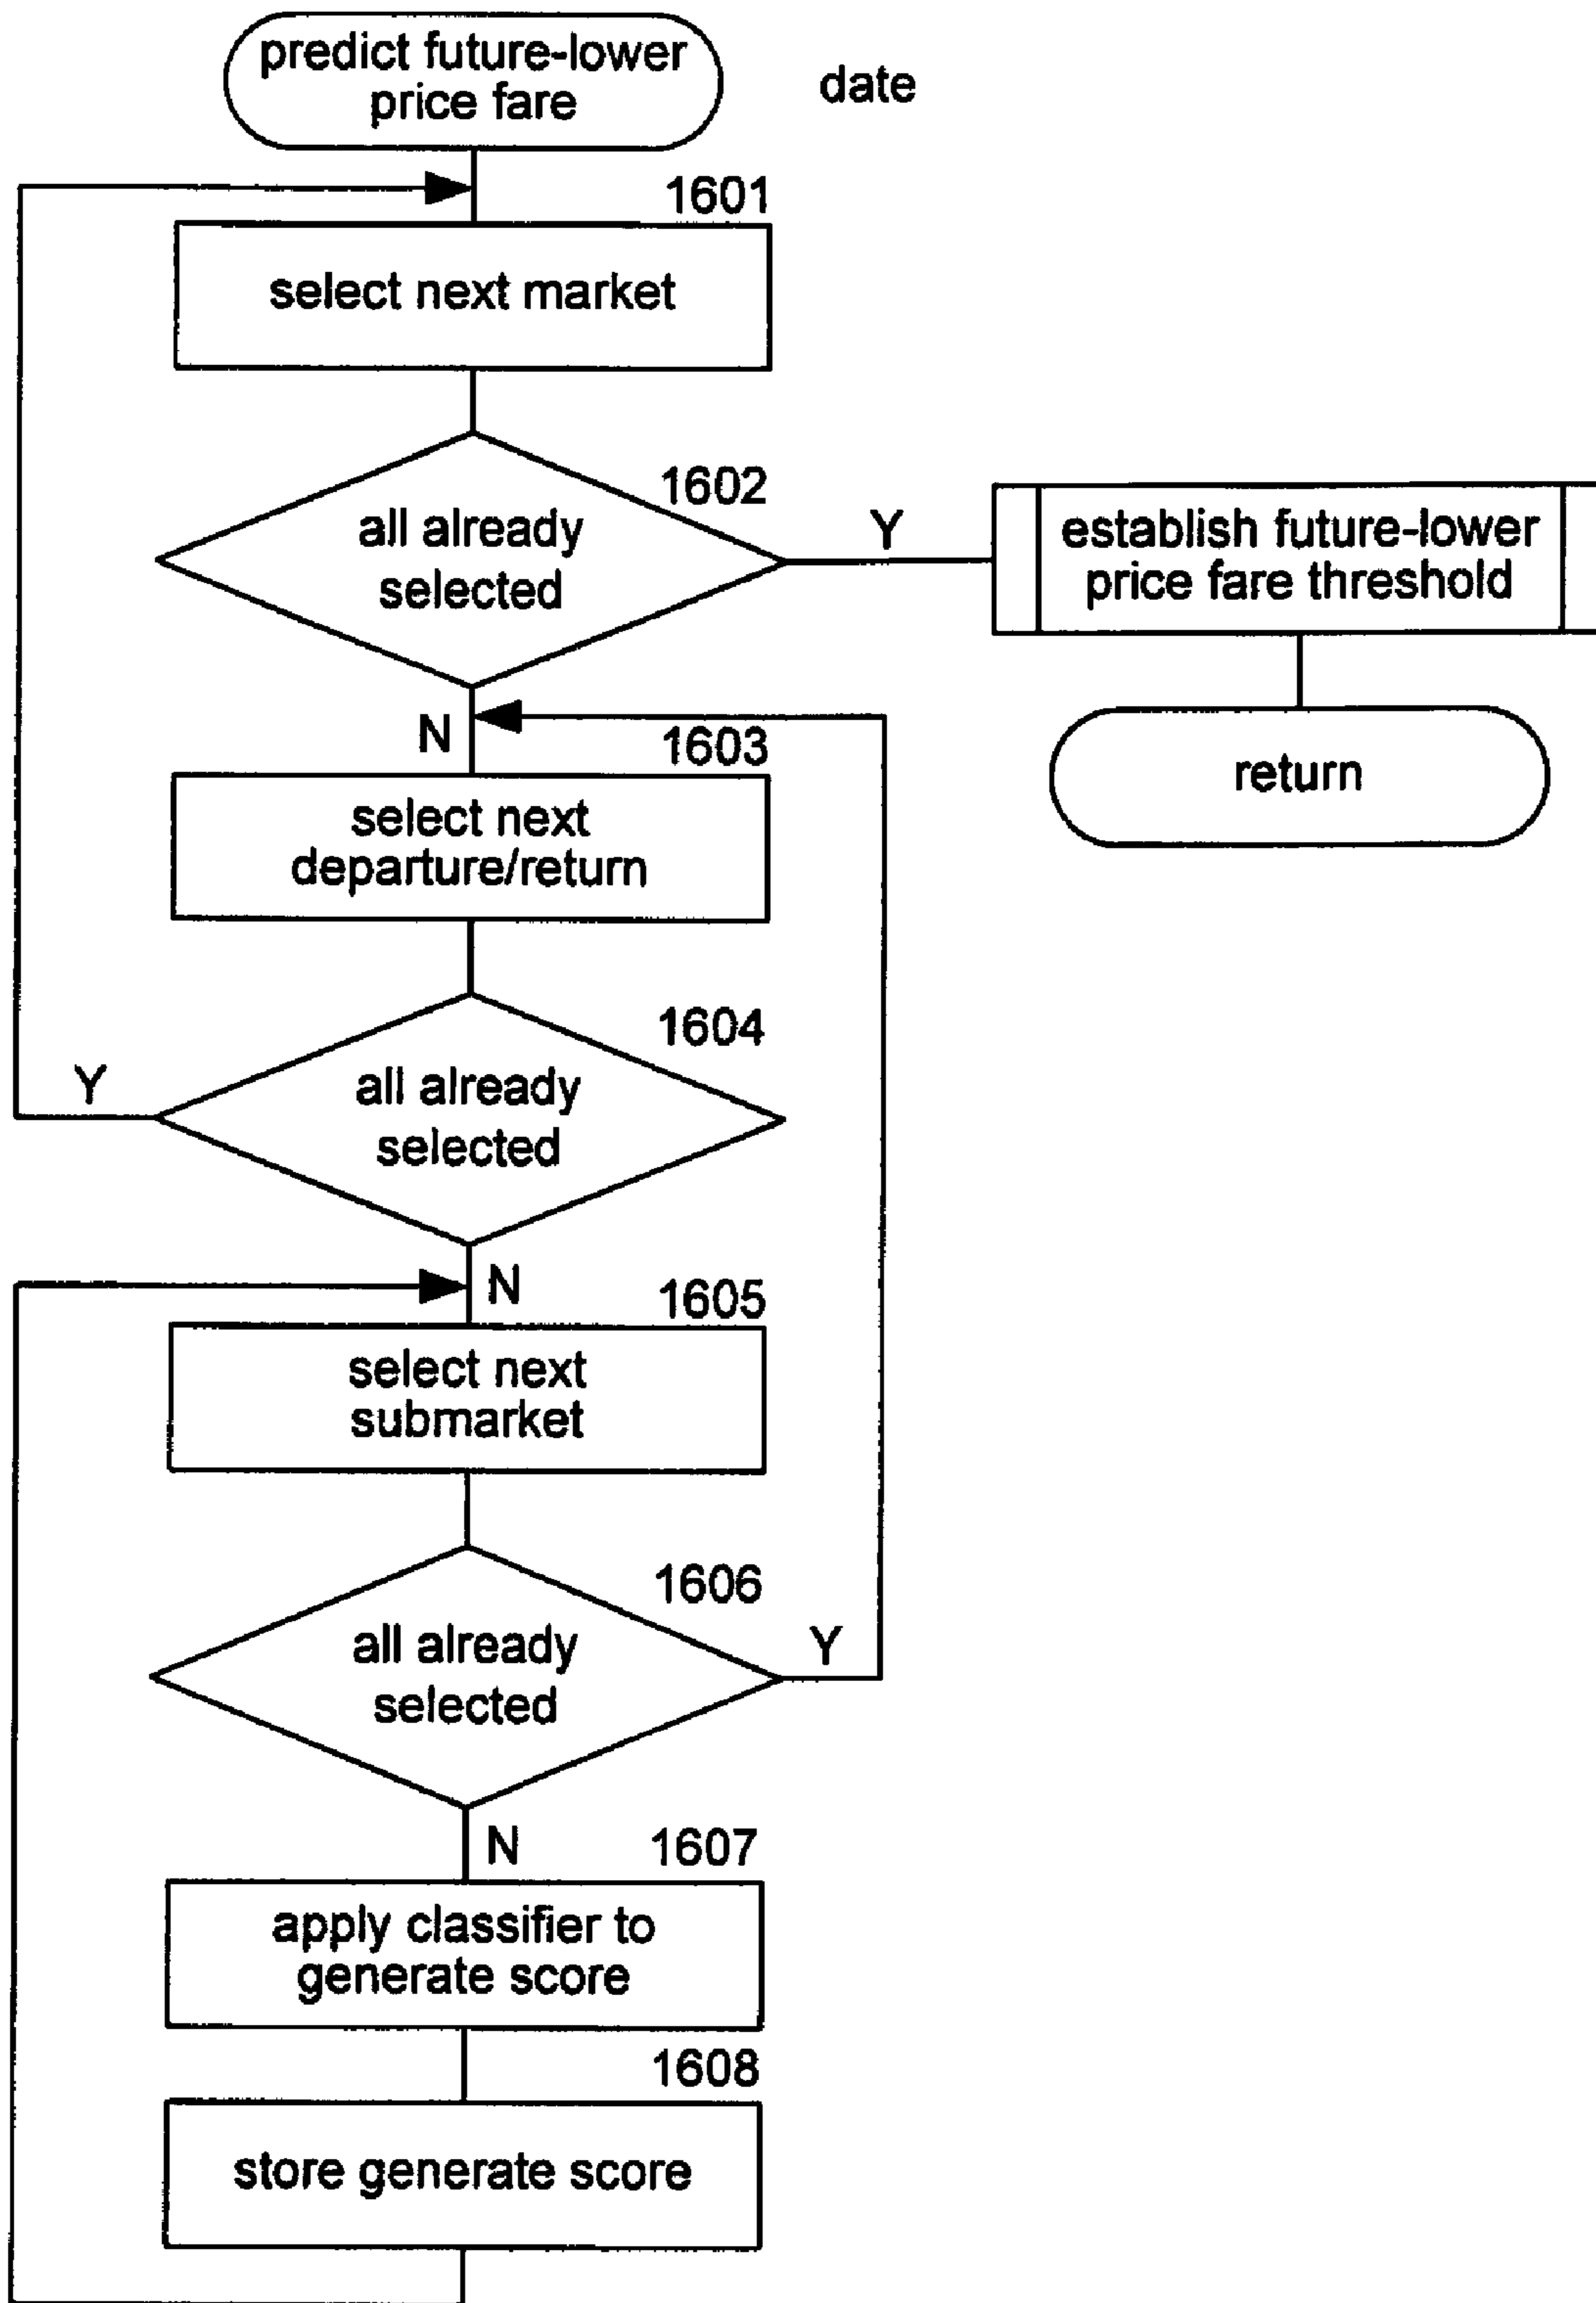 predict future-lower
price fare
date
1601
select next market
1602
all already
selected
Y
establish future-lower
price fare threshold
return
N
1603
select next
departure/return
1604
all already
selected
Y
N
1605
select next
submarket
1606
all already
selected
Y
N
1607
apply classifier to
generate score
1608
store generate score